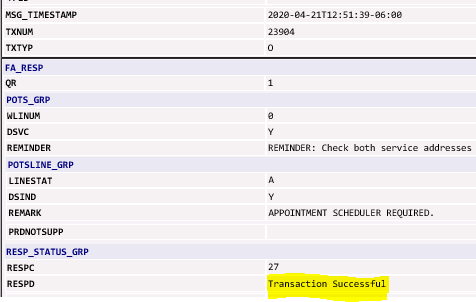 MSG_TIMESTAMP 2020-04-21T12:51:39-06:00
TXNUM 23904
TXTYP O
FA_RESP
QR 1
POTS_GRP
WLINUM 0
DSVC Y
REMINDER REMINDER: Check both service addresses
POTSLINE_GRP
LINESTAT A
DSIND Y
REMARK APPOINTMENT SCHEDULER REQUIRED.
PRDNOTSUPP
RESP_STATUS_GRP
RESPC 27
RESPD Transaction Successful